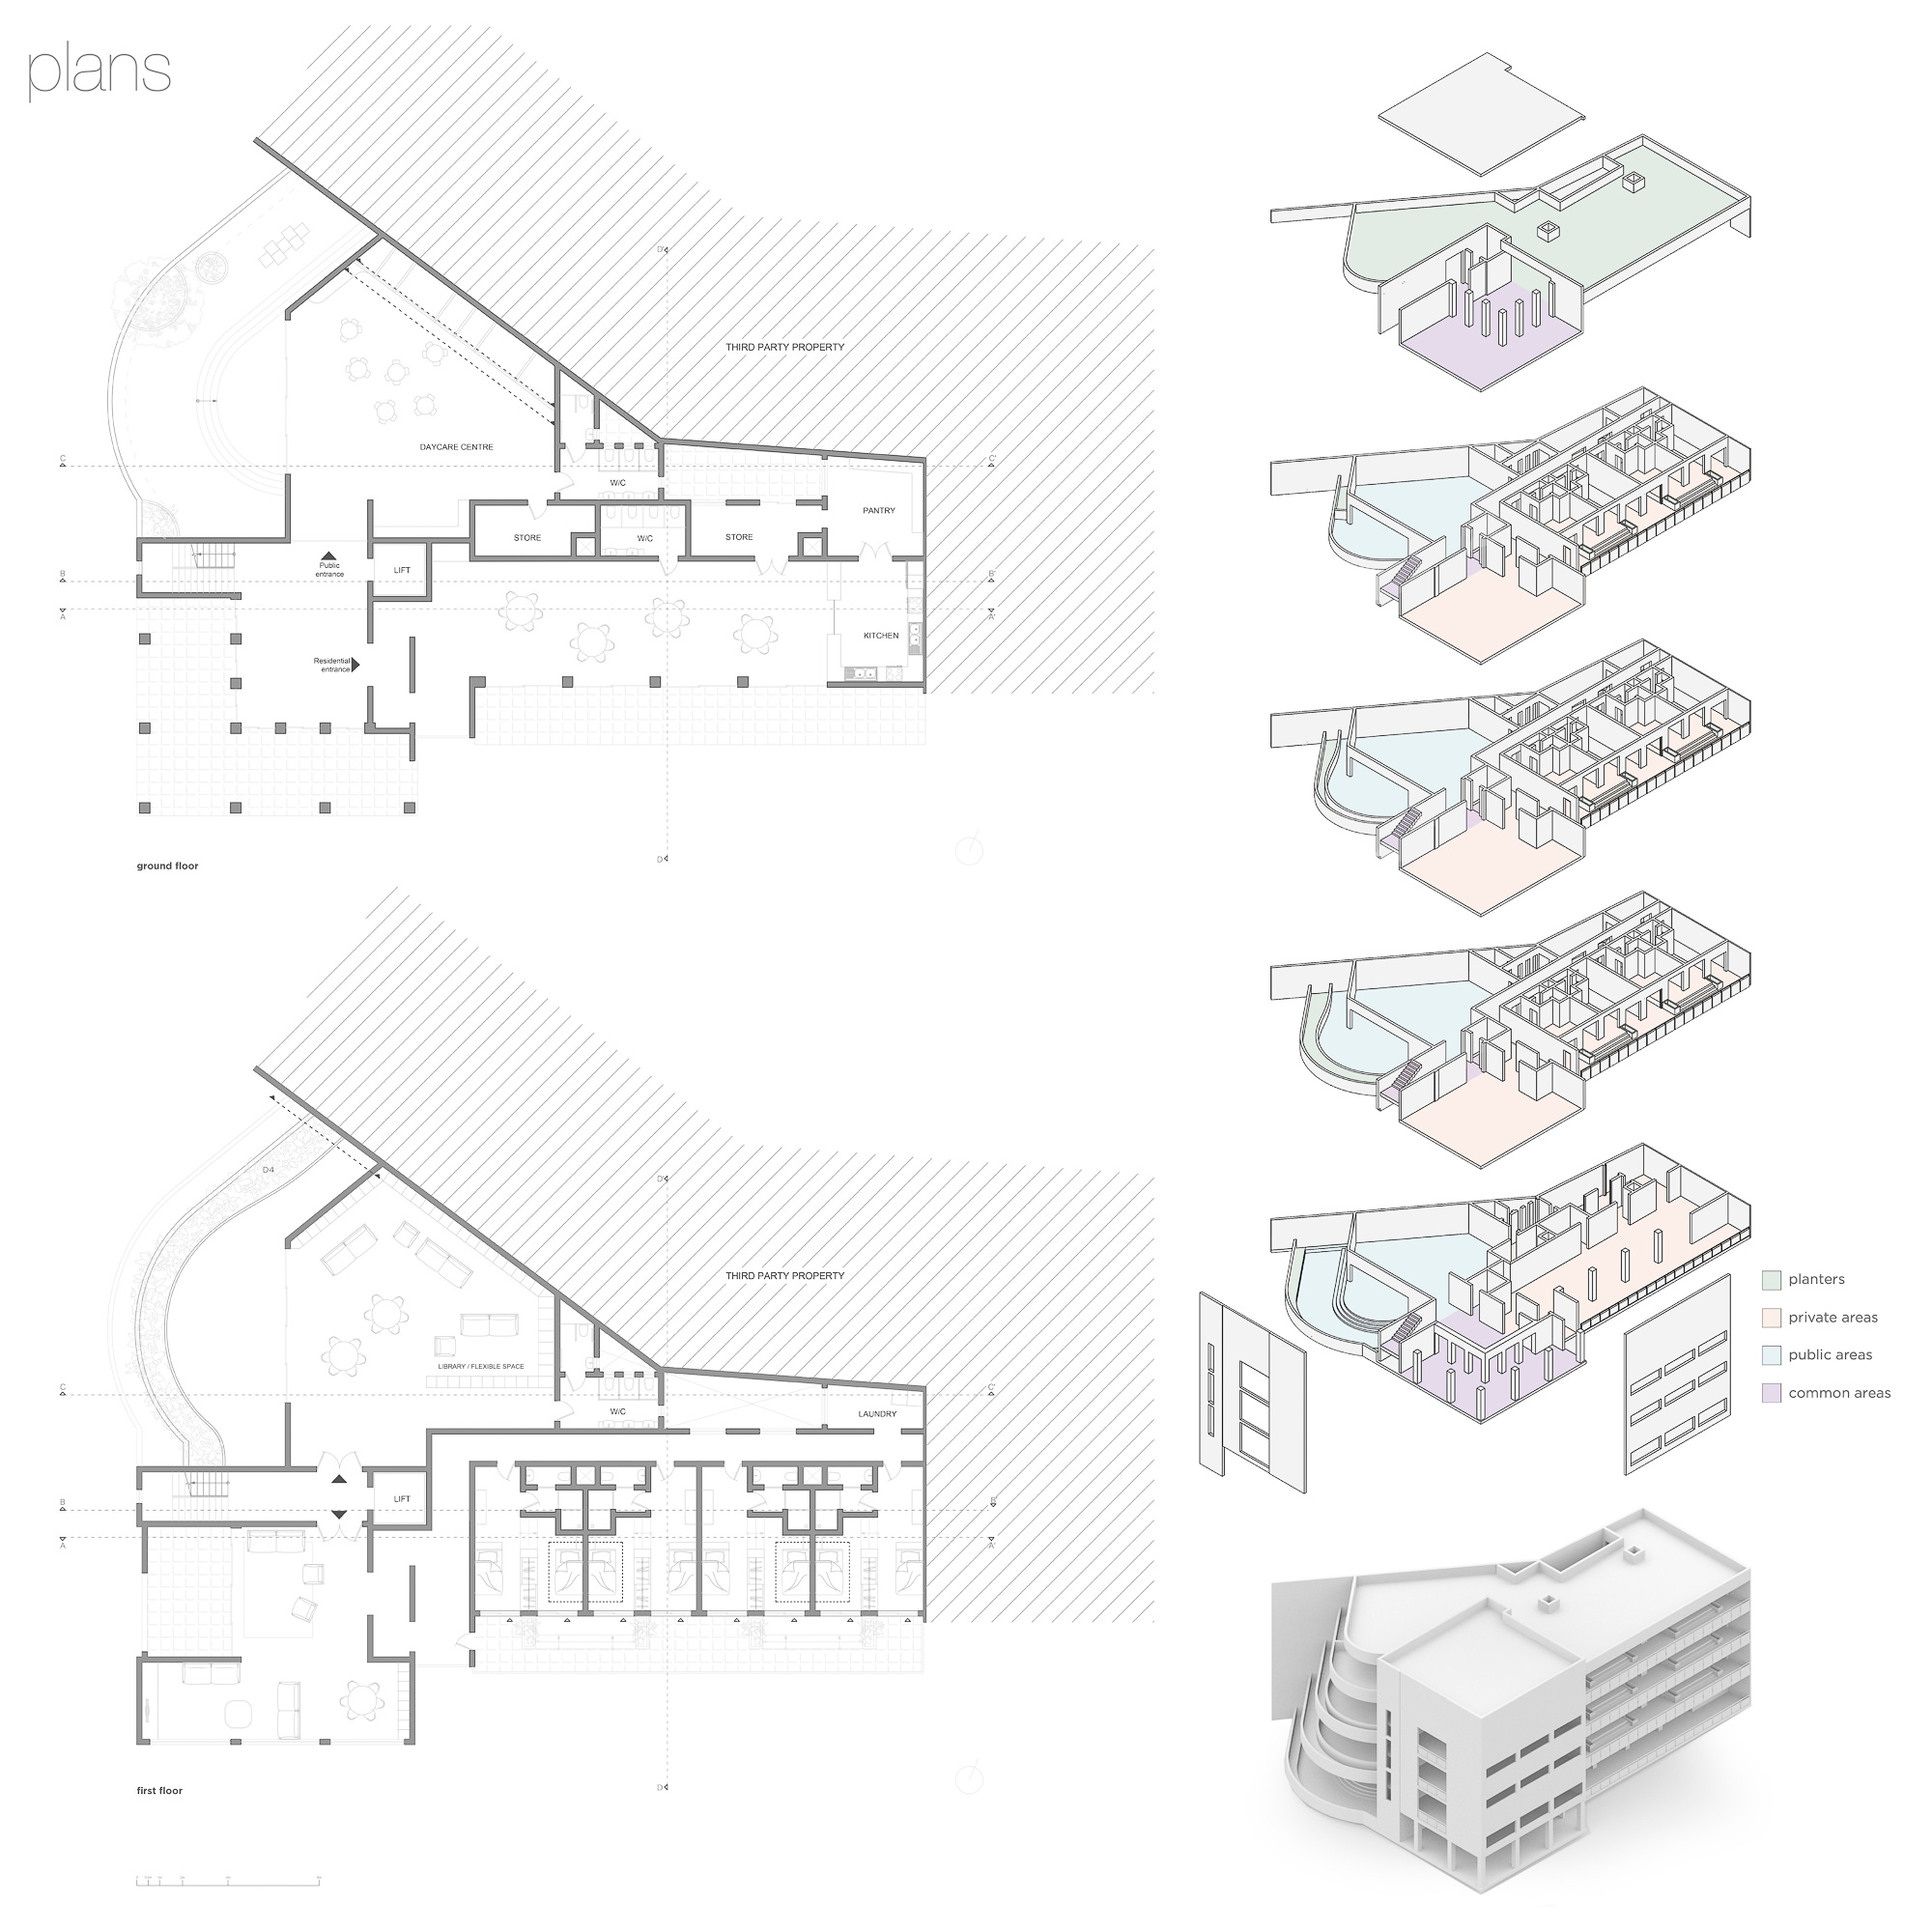 plans
D'
THIRD PARTY PROPERTY
DAYCARE CENTRE
C
C'
W/C
PANTRY
STORE
W/C
STORE
Public
entrance
LIFT
B
B'
A
A'
KITCHEN
Residential
entrance
D
ground floor
D4
D'
THIRD PARTY PROPERTY
LIBRARY / FLEXIBLE SPACE
C
C'
W/C
LAUNDRY
LIFT
B
B'
A
A'
D
first floor
planters
private areas
public areas
common areas